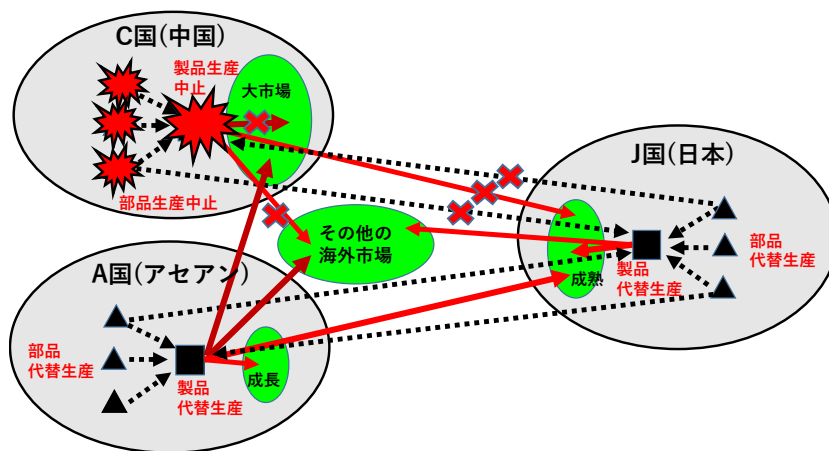 C国(中国)
製品生産
中止
大市場
部品生産中止
J国(日本)
その他の
海外市場
成熟
製品
代替生産
部品
代替生産
A国(アセアン)
部品
代替生産
製品
代替生産
成長